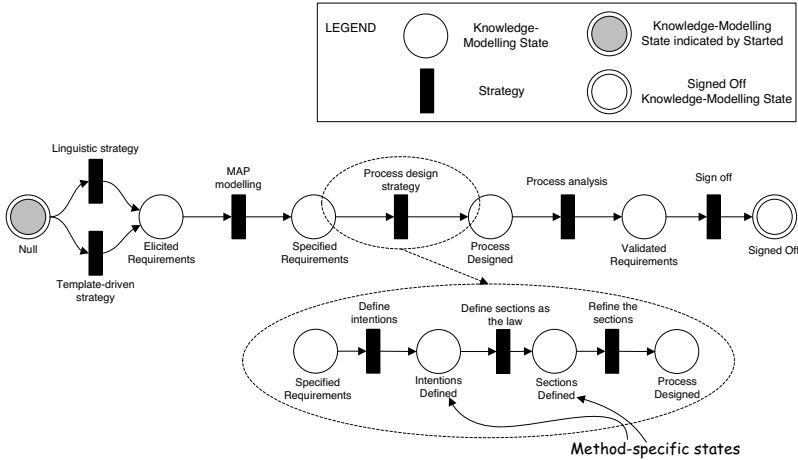 LEGEND
Knowledge-
Modelling State
Knowledge-Modelling
State indicated by Started
Strategy
Signed Off
Knowledge-Modelling State
Linguistic strategy
MAP
modelling
Process design
strategy
Process analysis
Sign off
Null
Elicited
Requirements
Specified
Requirements
Process
Designed
Validated
Requirements
Signed Off
Template-driven
strategy
Define
intentions
Define sections as
the law
Refine the
sections
Specified
Requirements
Intentions
Defined
Sections
Defined
Process
Designed
Method-specific states